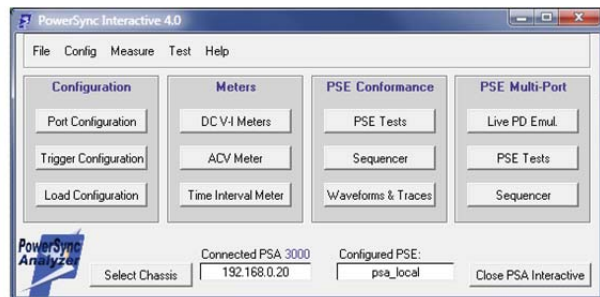 PowerSync Interactive 4.0
File Config Measure Test Help
Configuration Meters PSE Conformance PSE Multi-Port
Port Configuration DC V-I Meters PSE Tests Live PD Emul.
Trigger Configuration ACV Meter Sequencer PSE Tests
Load Configuration Time Interval Meter Waveforms & Traces Sequencer
PowerSync
Analyzer
Connected PSA 3000 Configured PSE:
Select Chassis 192.168.0.20 psa_local Close PSA Interactive